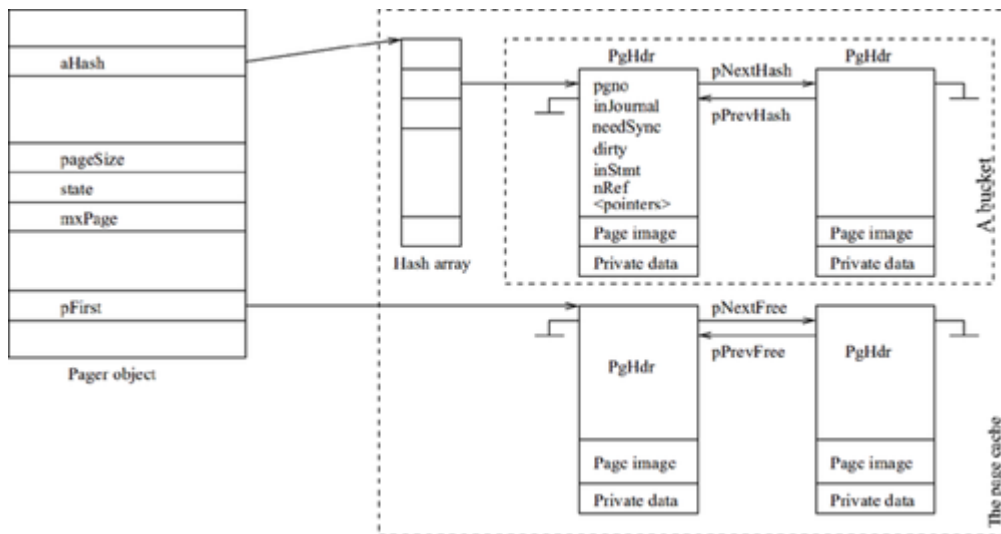 aHash
pageSize
state
mxPage
pFirst
Pager object
Hash array
PgHdr
pgno
inJournal
needSync
dirty
inStmt
nRef
<pointers>
Page image
Private data
pNextHash
pPrevHash
PgHdr
Page image
Private data
A bucket
PgHdr
Page image
Private data
pNextFree
pPrevFree
PgHdr
Page image
Private data
The page cache